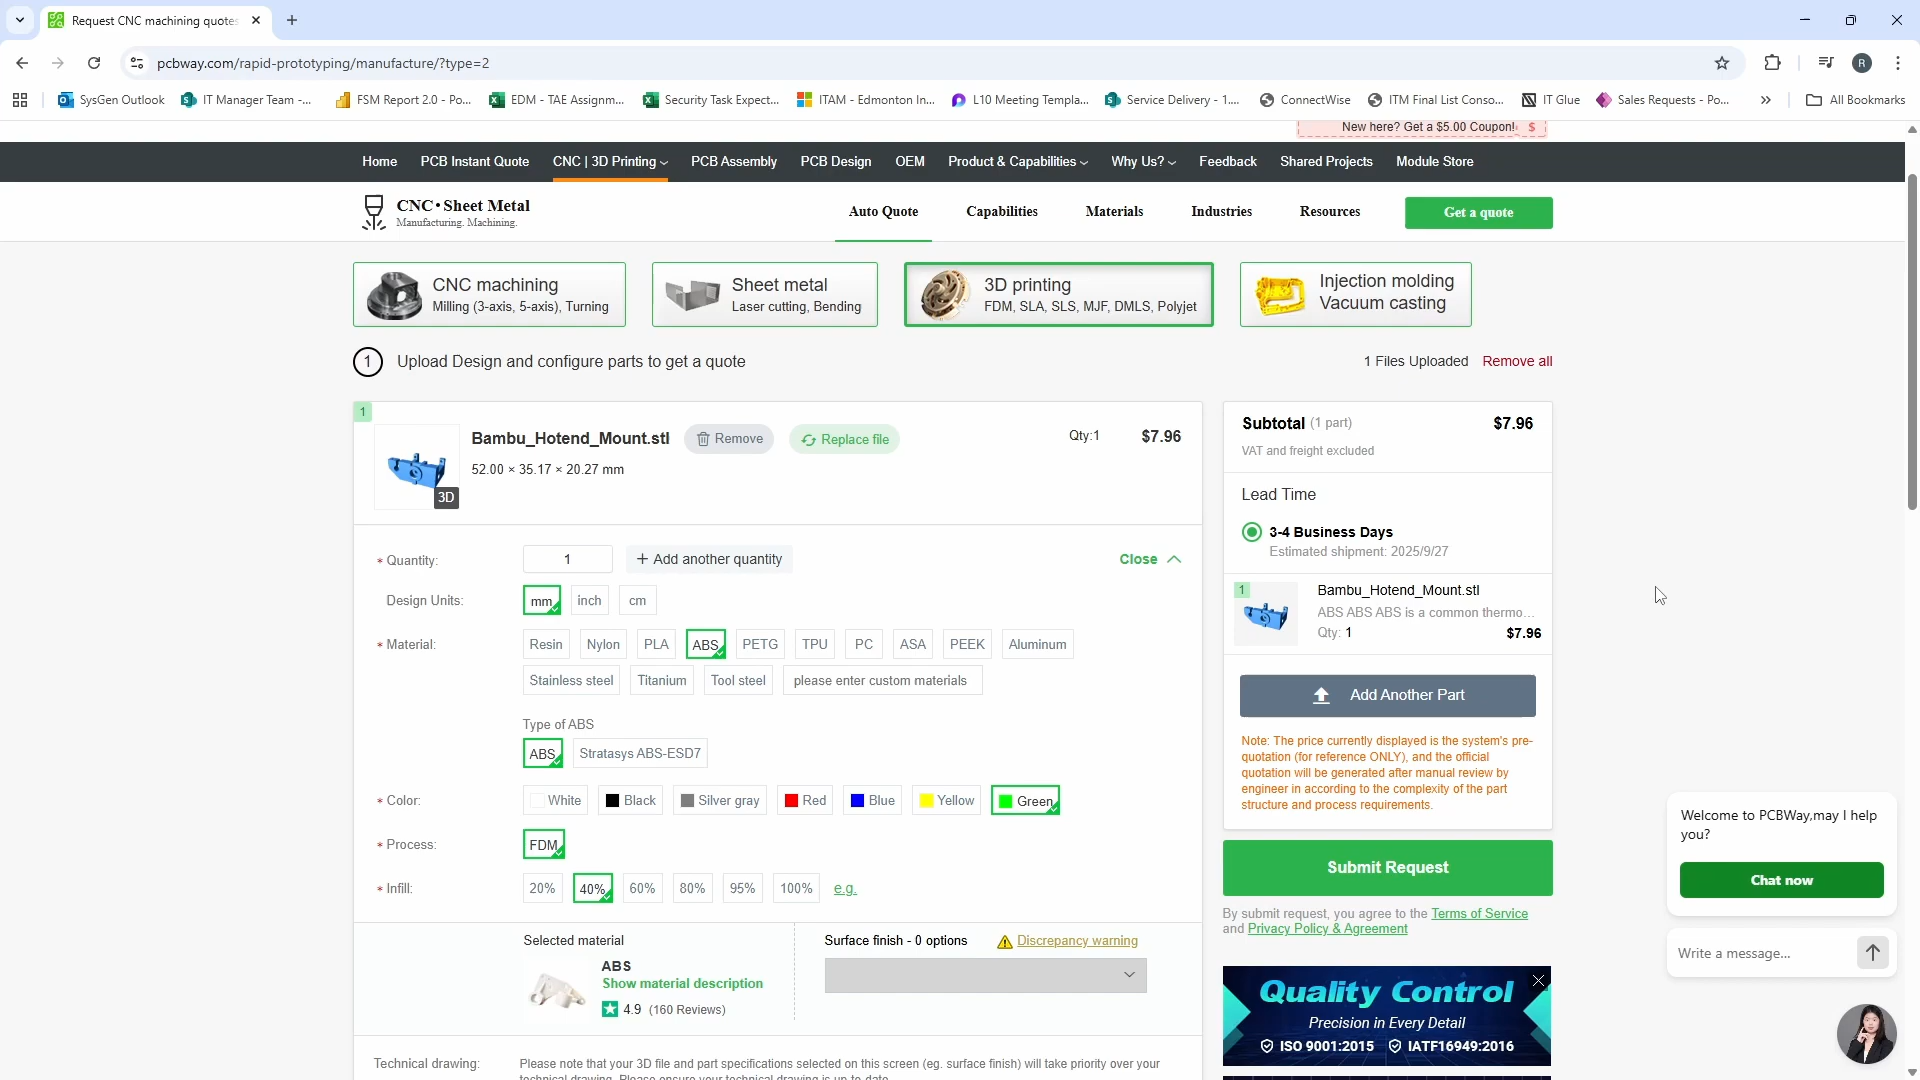 Request CNC machining quotes
pcbway.com/rapid-prototyping/manufacture/?type=2
R
SysGen Outlook
IT Manager Team -...
FSM Report 2.0 - Po...
EDM - TAE Assignm...
Security Task Expect...
ITAM - Edmonton In...
L10 Meeting Templa...
Service Delivery - 1....
ConnectWise
ITM Final List Conso...
IT Glue
Sales Requests - Po...
All Bookmarks
New here? Get a $5.00 Coupon! $
Home PCB Instant Quote CNC | 3D Printing PCB Assembly PCB Design OEM Product & Capabilities Why Us? Feedback Shared Projects Master Store
CNC•Sheet Metal
Manufacturing. Machining.
Auto Quote Capabilities Materials Industries Resources Get a quote
CNC machining
Milling (3-axis, 5-axis), Turning
Sheet metal
Laser cutting, Bending
3D printing
FDM, SLA, SLS, MJF, DMLS, Polyjet
Injection molding
Vacuum casting
1 Upload Design and configure parts to get a quote
1 Files Uploaded Remove all
1
Bambu_Hotend_Mount.stl Remove Replace file Qty:1 $7.96
52.00 × 35.17 × 20.27 mm
3D
* Quantity: 1 + Add another quantity Close
Design Units: mm inch cm
* Material: Resin Nylon PLA ABS PETG TPU PC ASA PEEK Aluminum
Stainless steel Titanium Tool steel please enter custom materials
Type of ABS
ABS Stratasys ABS-ESD7
* Color: White Black Silver gray Red Blue Yellow Green
* Process: FDM
* Infill: 20% 40% 60% 80% 95% 100% e.g.
Selected material
ABS
Show material description
4.9 (160 Reviews)
Surface finish - 0 options Discrepancy warning
Technical drawing: Please note that your 3D file and part specifications selected on this screen (eg. surface finish) will take priority over your
technical drawing. Please ensure your technical drawing is up to date
Subtotal (1 part) $7.96
VAT and freight excluded
Lead Time
3-4 Business Days
Estimated shipment: 2025/9/27
1
Bambu_Hotend_Mount.stl
ABS ABS ABS is a common thermo...
Qty: 1 $7.96
Add Another Part
Note: The price currently displayed is the system's pre-
quotation (for reference ONLY), and the official
quotation will be generated after manual review by
engineer in according to the complexity of the part
structure and process requirements.
Submit Request
By submit request, you agree to the Terms of Service
and Privacy Policy & Agreement
Quality Control
Precision in Every Detail
ISO 9001:2015 IATF16949:2016
Welcome to PCBWay,may I help
you?
Chat now
Write a message...